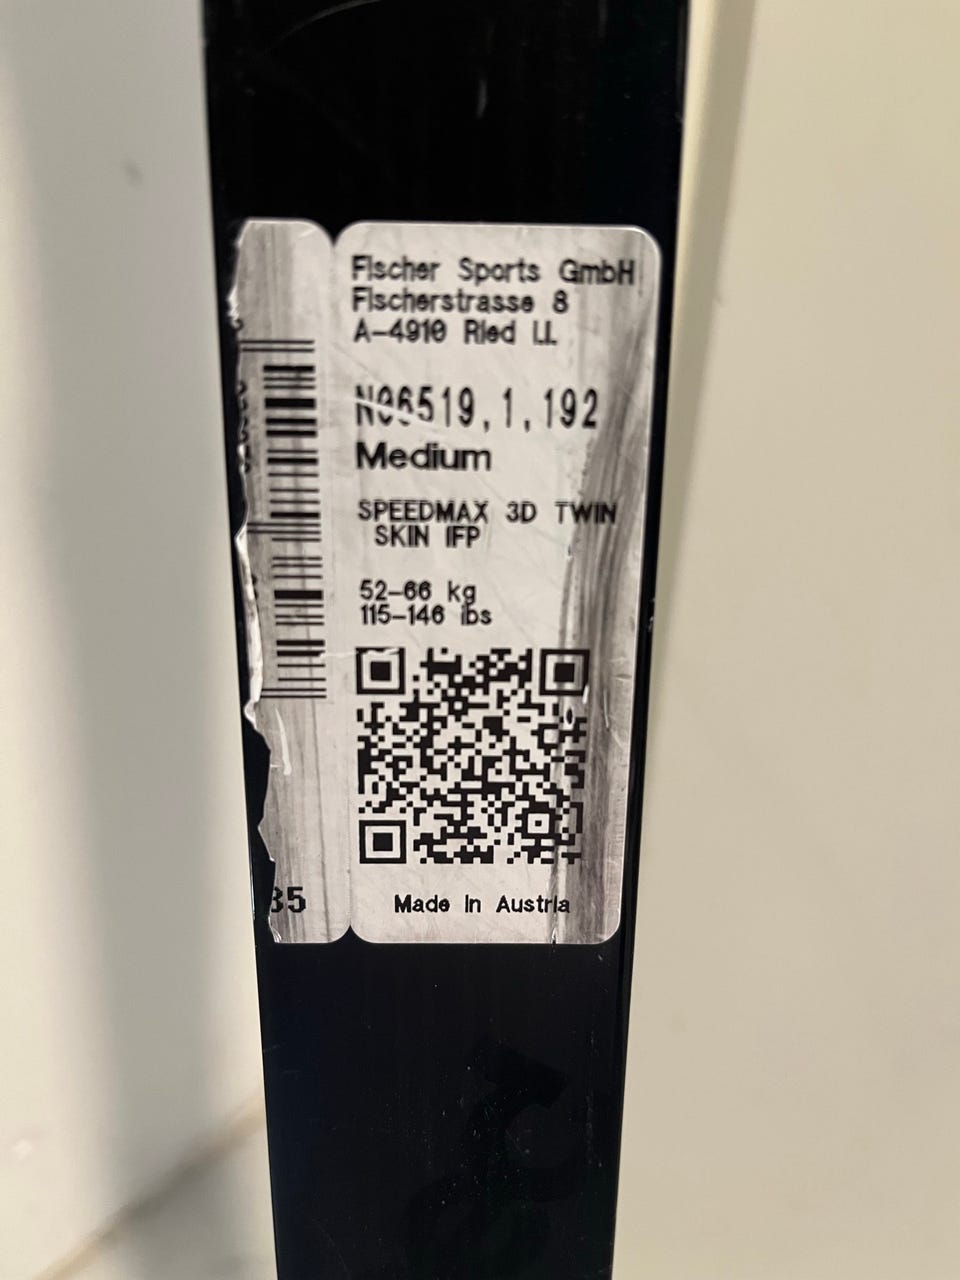 Fischer Sports GmbH
Fischerstrasse 8
A-4910 Ried I.I.
N06519,1,192
Medium
SPEEDMAX 3D TWIN
SKIN IFP
52-66 kg
115-146 lbs
35
Made in Austria